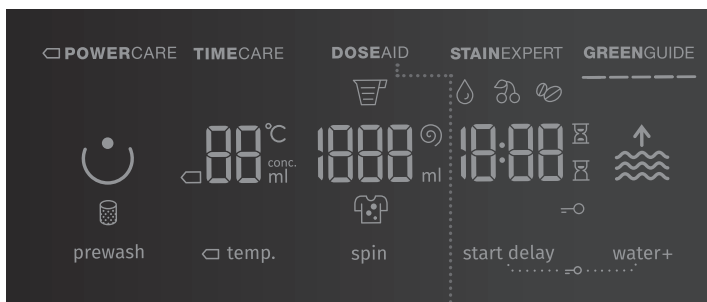 POWERCARE TIMECARE DOSEAID STAINEXPERT GREENGUIDE
88 °C 1888 18:88
conc.
ml ml
prewash temp. spin start delay water+